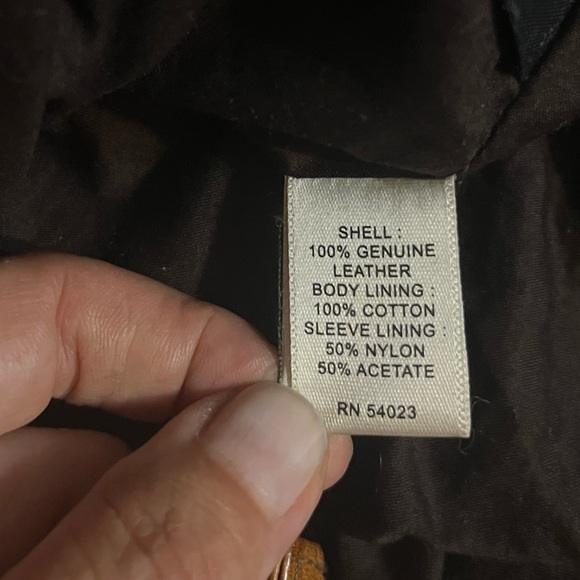 SHELL :
100% GENUINE
LEATHER
BODY LINING :
100% COTTON
SLEEVE LINING :
50% NYLON
50% ACETATE
RN 54023